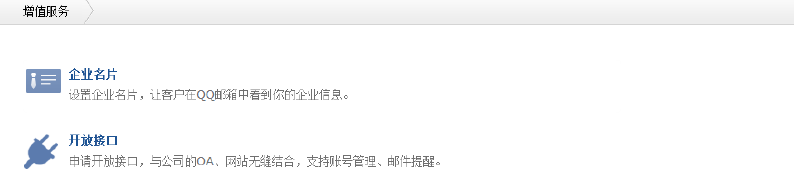 增值服务
企业名片
设置企业名片，让客户在QQ邮箱中看到你的企业信息。
开放接口
申请开放接口，与公司的OA、网站无缝结合，支持账号管理、邮件提醒。